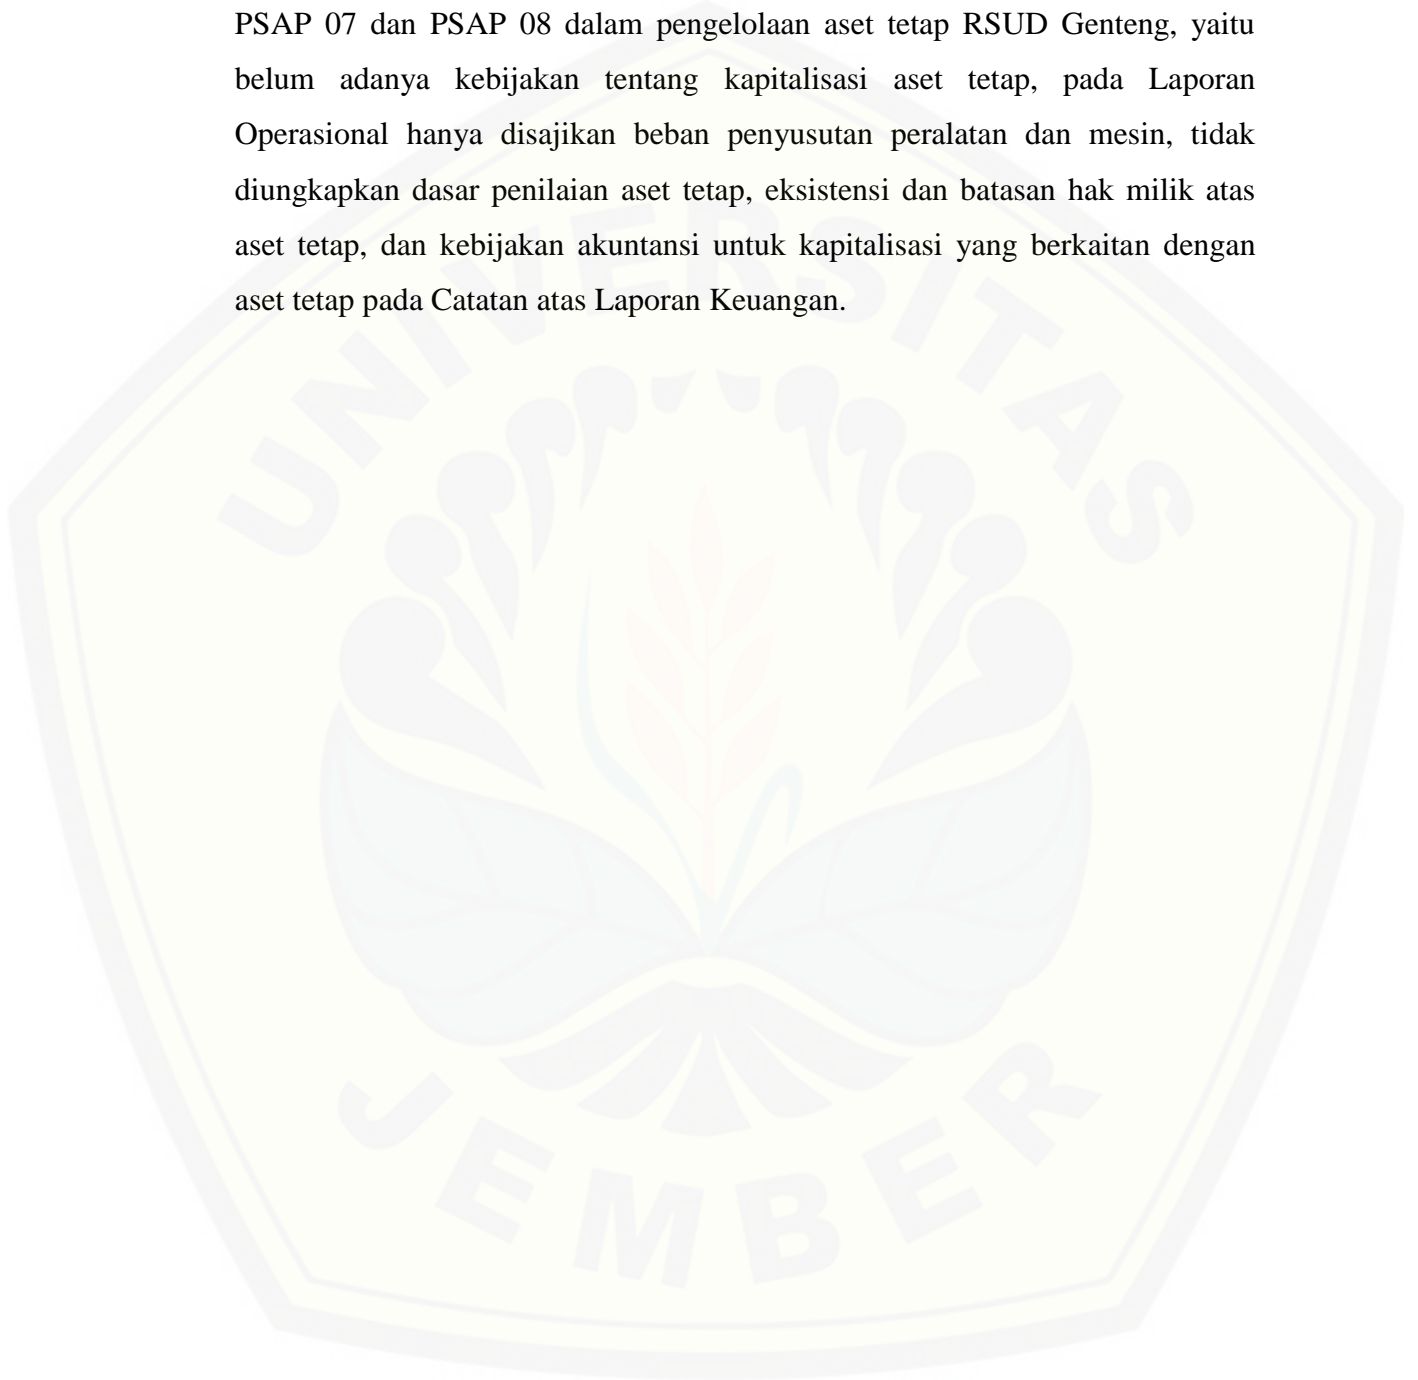 PSAP 07 dan PSAP 08 dalam pengelolaan aset tetap RSUD Genteng, yaitu
belum adanya kebijakan tentang kapitalisasi aset tetap, pada Laporan
Operasional hanya disajikan beban penyusutan peralatan dan mesin, tidak
diungkapkan dasar penilaian aset tetap, eksistensi dan batasan hak milik atas
aset tetap, dan kebijakan akuntansi untuk kapitalisasi yang berkaitan dengan
aset tetap pada Catatan atas Laporan Keuangan.
UNIVERSITAS
JEMBER